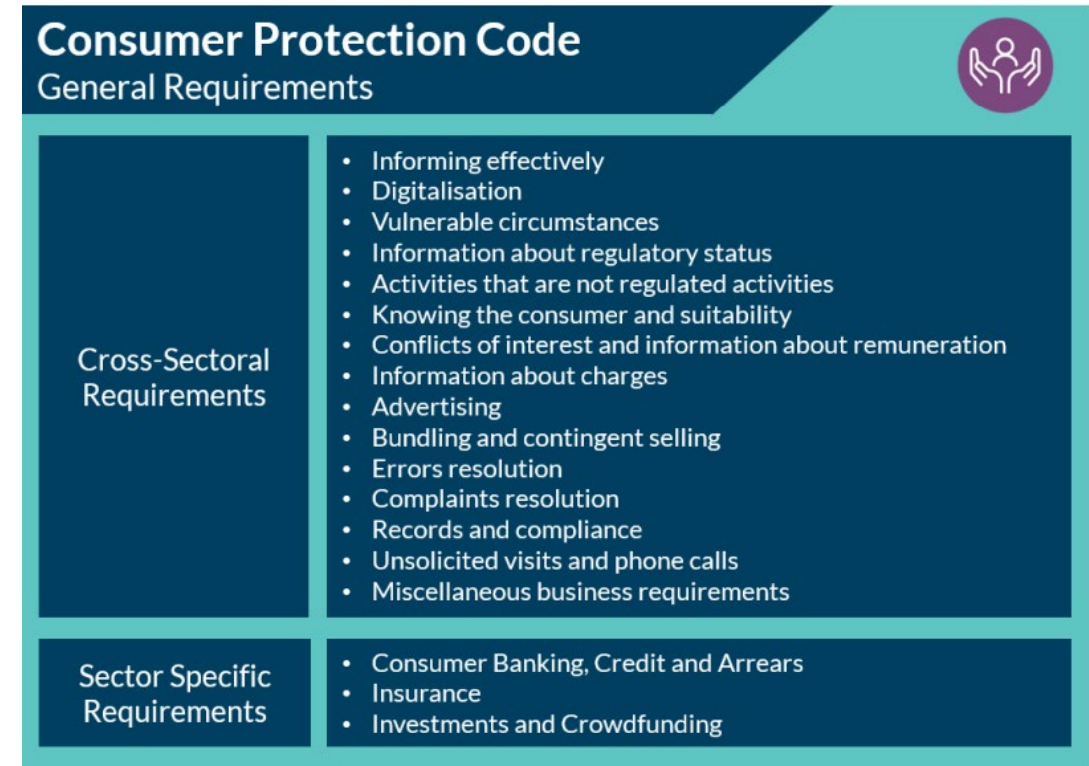 Consumer Protection Code
General Requirements
Cross-Sectoral
Requirements
• Informing effectively
• Digitalisation
• Vulnerable circumstances
• Information about regulatory status
• Activities that are not regulated activities
• Knowing the consumer and suitability
• Conflicts of interest and information about remuneration
• Information about charges
• Advertising
• Bundling and contingent selling
• Errors resolution
• Complaints resolution
• Records and compliance
• Unsolicited visits and phone calls
• Miscellaneous business requirements
Sector Specific
Requirements
• Consumer Banking, Credit and Arrears
• Insurance
• Investments and Crowdfunding